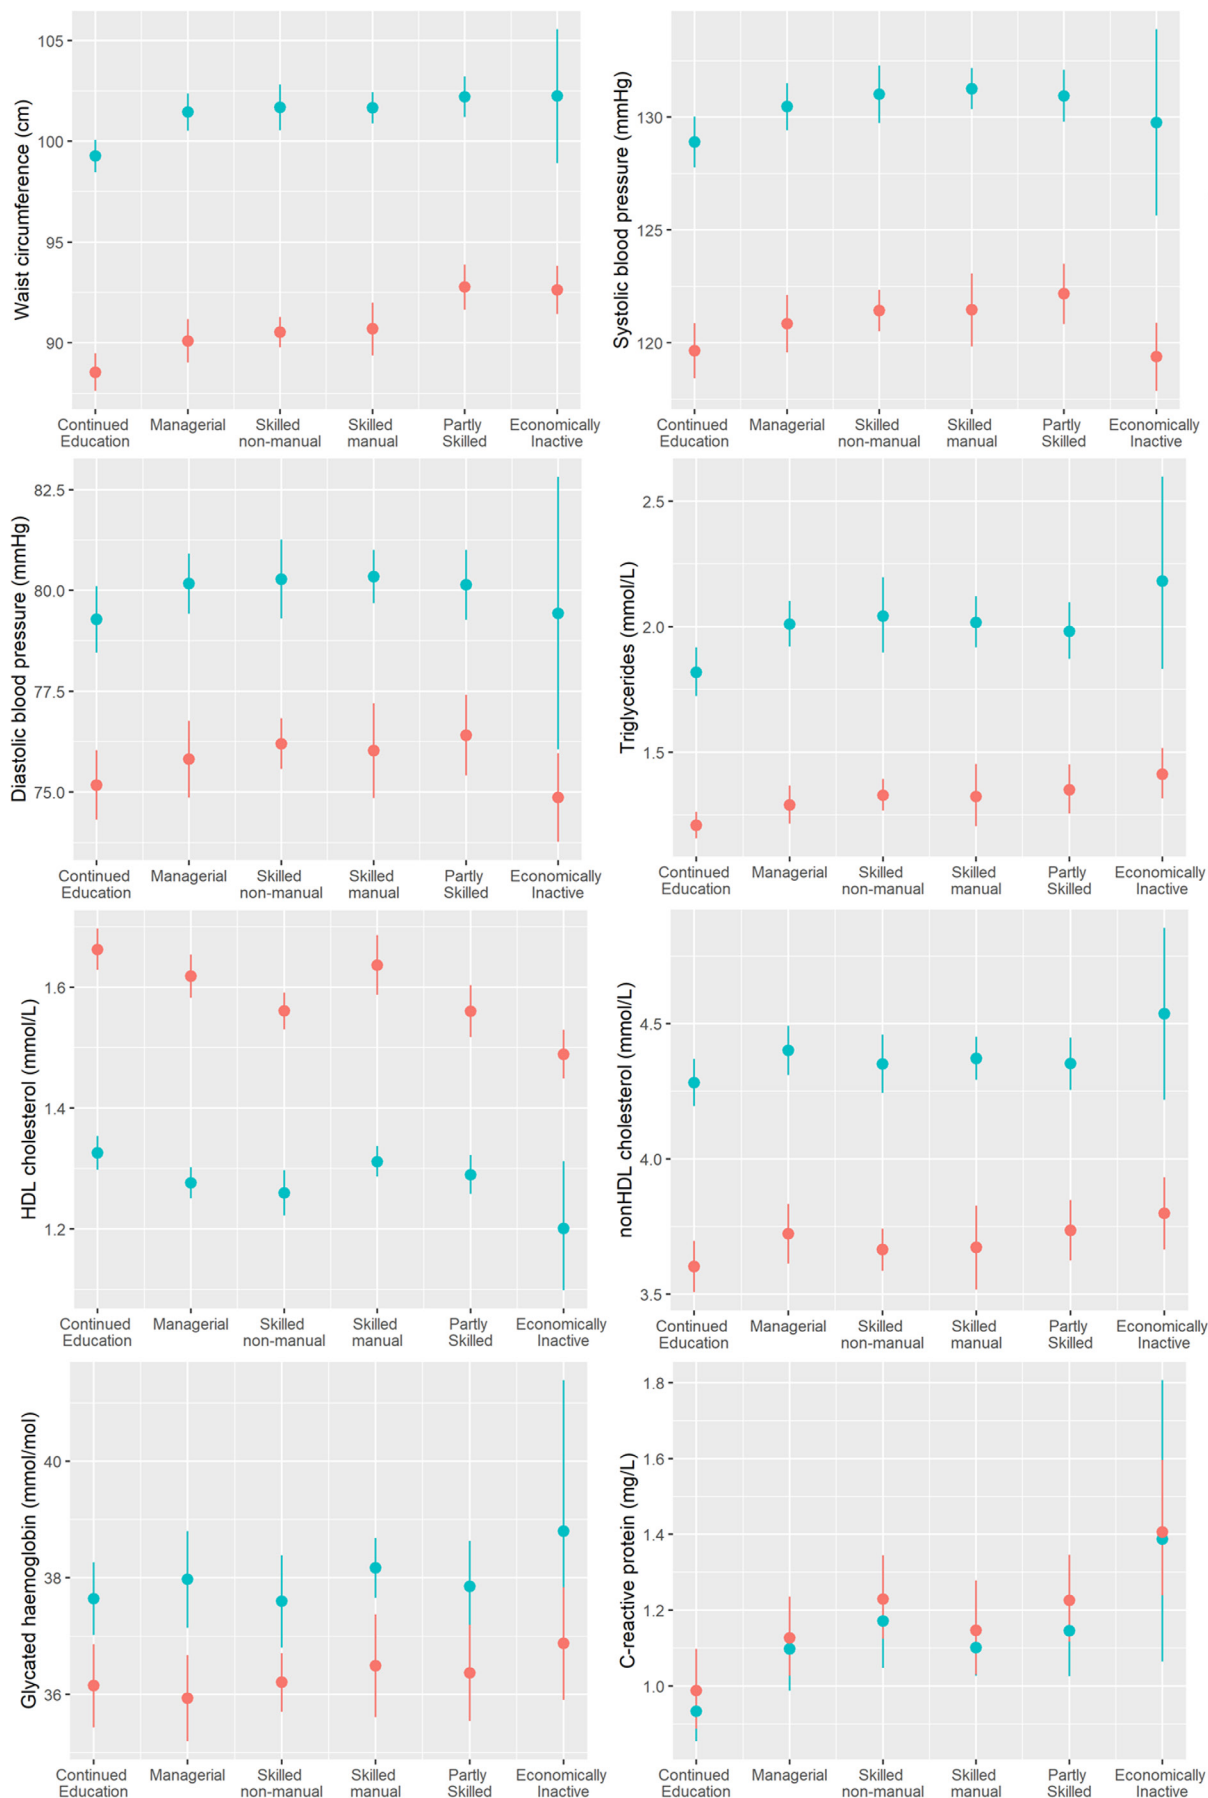 Waist circumference (cm)
105
100
95
90
Continued
Education
Managerial
Skilled
non-manual
Skilled
manual
Partly
Skilled
Economically
Inactive
Systolic blood pressure (mmHg)
130
125
120
Continued
Education
Managerial
Skilled
non-manual
Skilled
manual
Partly
Skilled
Economically
Inactive
Diastolic blood pressure (mmHg)
82.5
80.0
77.5
75.0
Continued
Education
Managerial
Skilled
non-manual
Skilled
manual
Partly
Skilled
Economically
Inactive
Triglycerides (mmol/L)
2.5
2.0
1.5
Continued
Education
Managerial
Skilled
non-manual
Skilled
manual
Partly
Skilled
Economically
Inactive
HDL cholesterol (mmol/L)
1.6
1.4
1.2
Continued
Education
Managerial
Skilled
non-manual
Skilled
manual
Partly
Skilled
Economically
Inactive
nonHDL cholesterol (mmol/L)
4.5
4.0
3.5
Continued
Education
Managerial
Skilled
non-manual
Skilled
manual
Partly
Skilled
Economically
Inactive
Glycated haemoglobin (mmol/mol)
40
38
36
Continued
Education
Managerial
Skilled
non-manual
Skilled
manual
Partly
Skilled
Economically
Inactive
C-reactive protein (mg/L)
1.8
1.6
1.4
1.2
1.0
Continued
Education
Managerial
Skilled
non-manual
Skilled
manual
Partly
Skilled
Economically
Inactive